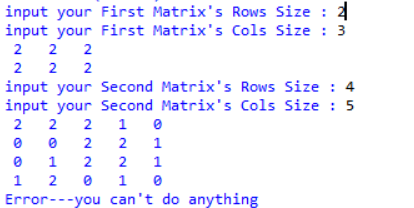 input your First Matrix's Rows Size : 2
input your First Matrix's Cols Size : 3
2 2 2
2 2 2
input your Second Matrix's Rows Size : 4
input your Second Matrix's Cols Size : 5
2 2 2 1 0
0 0 2 2 1
0 1 2 2 1
1 2 0 1 0
Error---you can't do anything